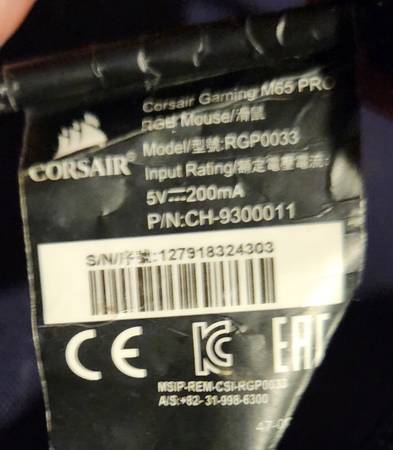 Corsair Gaming M65 PRO
RGB Mouse/滑鼠
CORSAIR
Model/型號:RGP0033
Input Rating/額定電壓電流:
5V⎓200mA
P/N:CH-9300011
S/N/序號:127918324303
CE
EAC
MSIP-REM-CSI-RGP0033
A/S:+82-31-998-6300